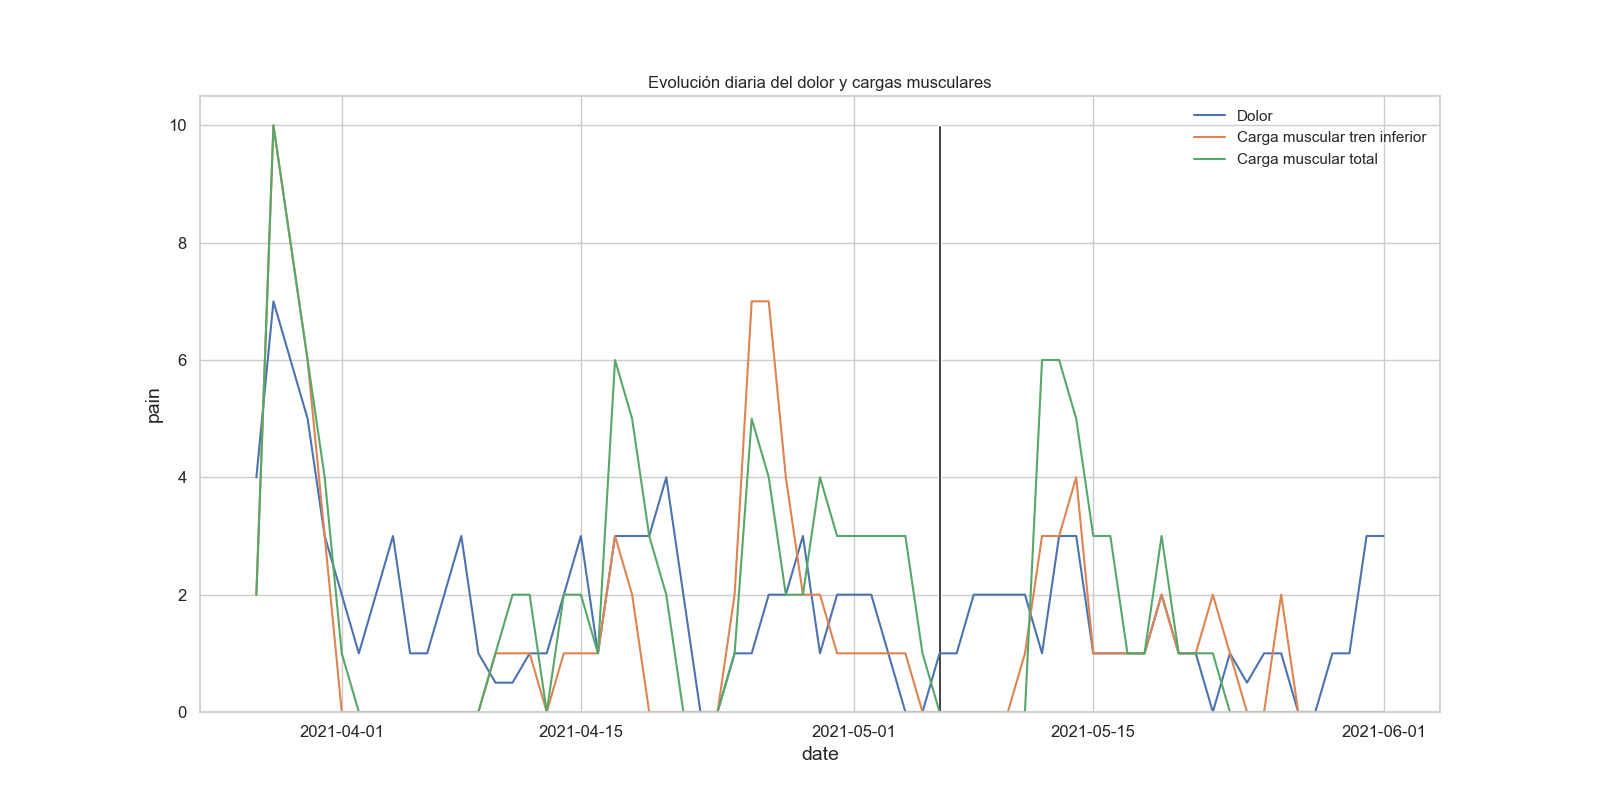 Evolución diaria del dolor y cargas musculares
Dolor
Carga muscular tren inferior
Carga muscular total
10
8
6
4
2
0
pain
2021-04-01
2021-04-15
2021-05-01
2021-05-15
2021-06-01
date